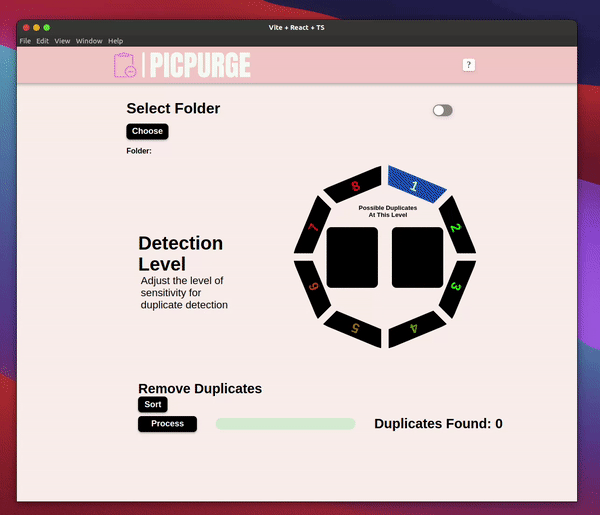 Vite + React + TS
File Edit View Window Help
PICPURGE
?
Select Folder
Choose
Folder:
8
1
Possible Duplicates
At This Level
7
2
Detection
Level
Adjust the level of
sensitivity for
duplicate detection
6
3
5
4
Remove Duplicates
Sort
Process
Duplicates Found: 0